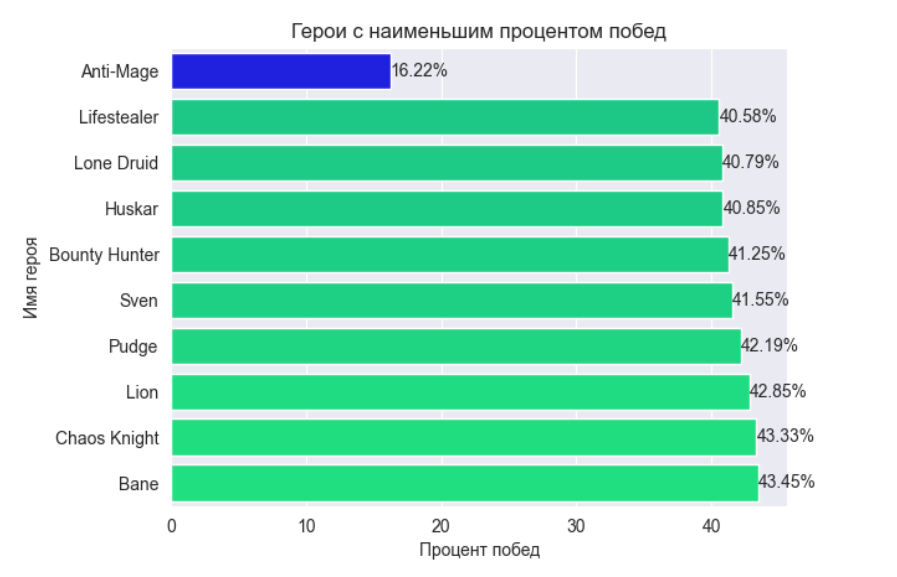 Герои с наименьшим процентом побед
Anti-Mage 16.22%
Lifestealer 40.58%
Lone Druid 40.79%
Huskar 40.85%
Bounty Hunter 41.25%
Sven 41.55%
Pudge 42.19%
Lion 42.85%
Chaos Knight 43.33%
Bane 43.45%
Имя героя
0 10 20 30 40
Процент побед